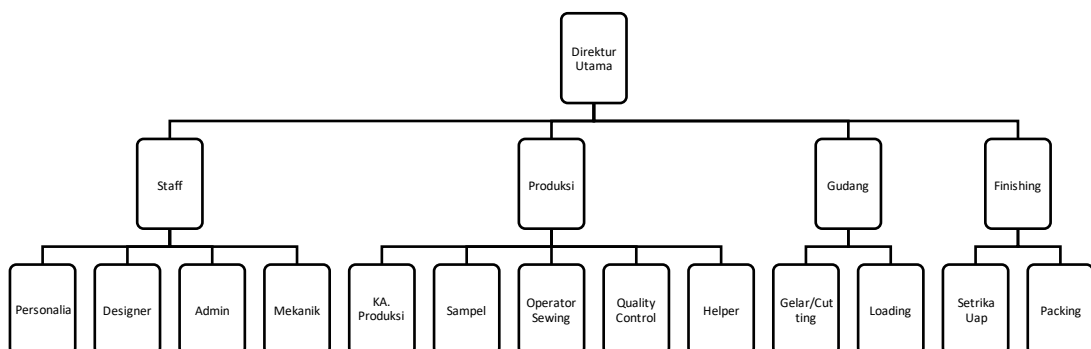 Direktur
Utama
Staff
Produksi
Gudang
Finishing
Personalia
Designer
Admin
Mekanik
KA.
Produksi
Sampel
Operator
Sewing
Quality
Control
Helper
Gelar/Cut
ting
Loading
Setrika
Uap
Packing